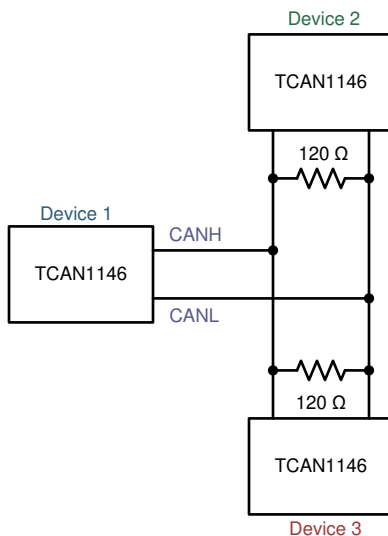 Device 2
TCAN1146
120 Ω
Device 1
CANH
TCAN1146
CANL
120 Ω
TCAN1146
Device 3